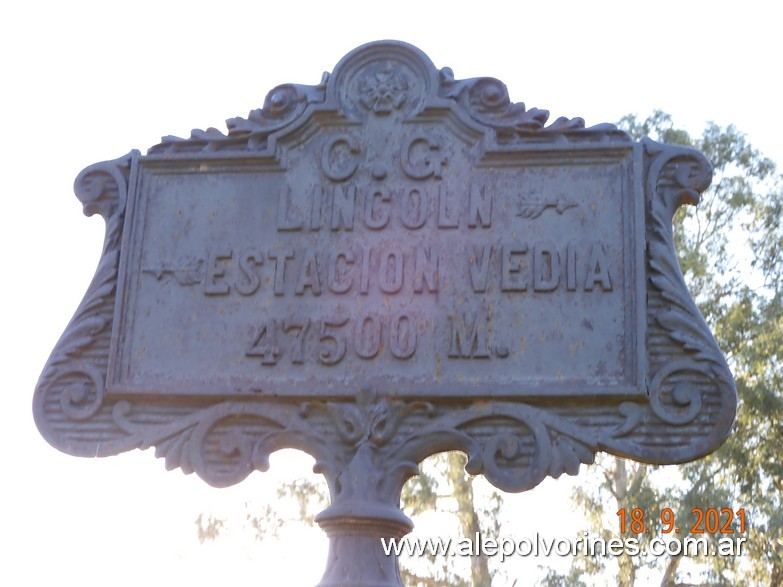 C.G
LINCOLN
ESTACION VEDIA
47500 M.
18.9.2021
www.alepolvorines.com.ar